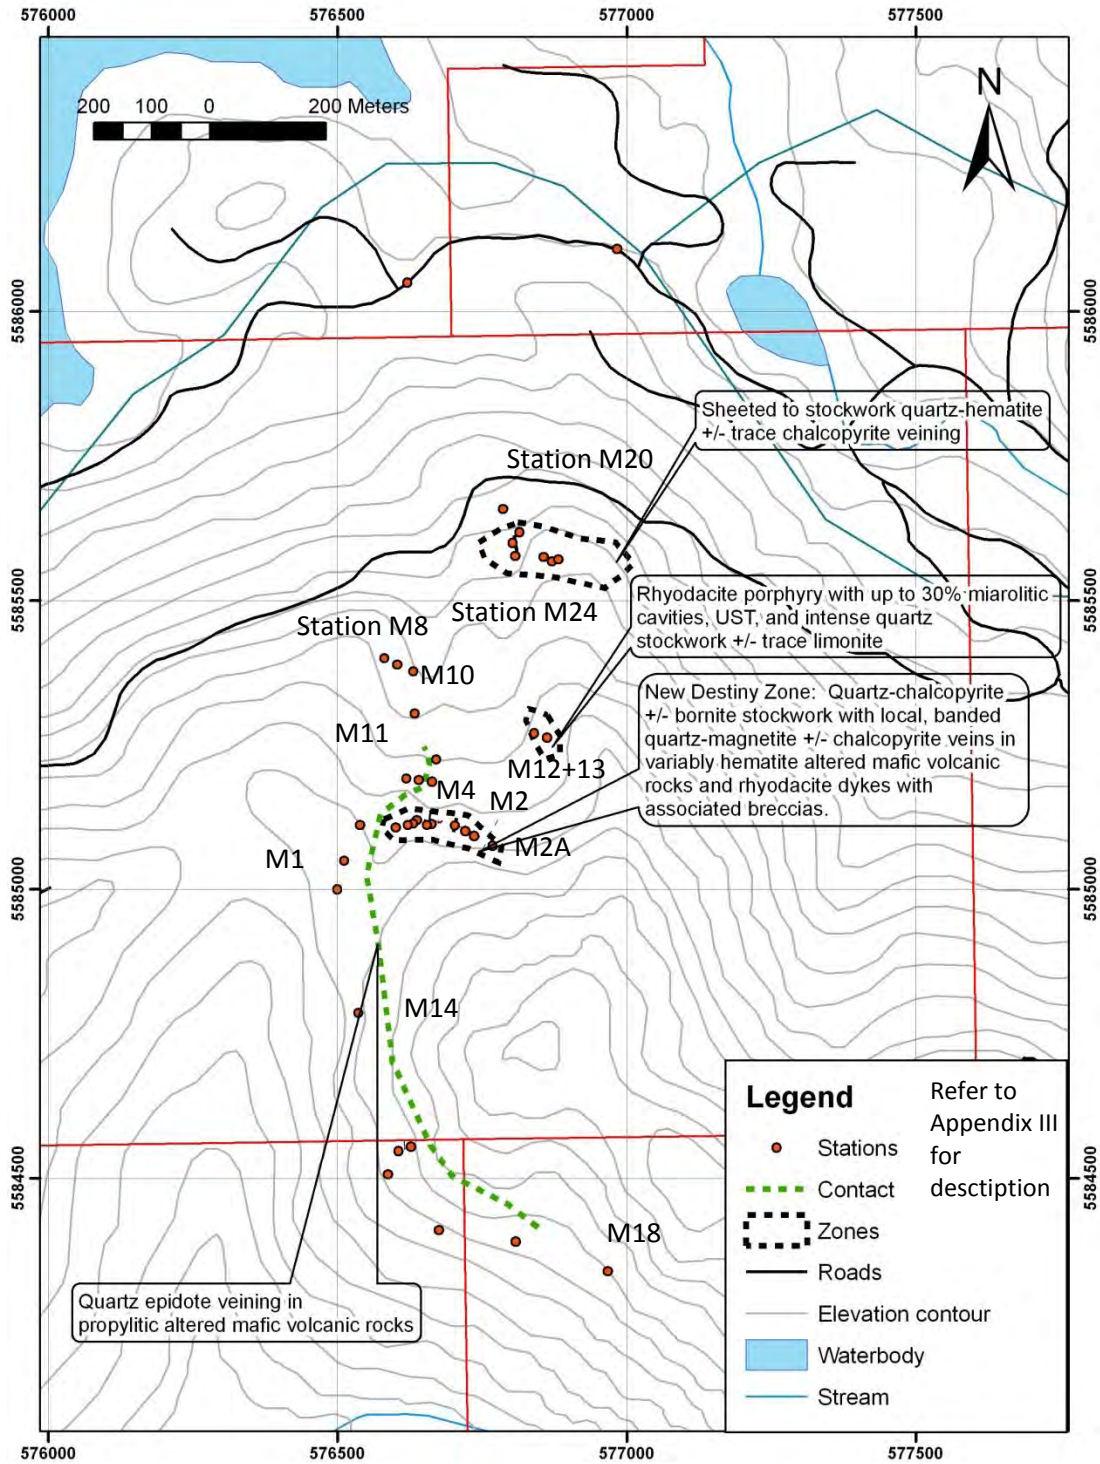 576000
576500
577000
577500
N
200
100
0
200 Meters
5586000
5586000
Sheeted to stockwork quartz-hematite
+/- trace chalcopyrite veining
Station M20
5585500
5585500
Station M24
Rhyodacite porphyry with up to 30% miarolitic
cavities, UST, and intense quartz
stockwork +/- trace limonite
Station M8
M10
New Destiny Zone:  Quartz-chalcopyrite
+/- bornite stockwork with local, banded
quartz-magnetite +/- chalcopyrite veins in
variably hematite altered mafic volcanic
rocks and rhyodacite dykes with
associated breccias.
M11
M12+13
M4
M2
M2A
M1
5585000
5585000
M14
Legend
Refer to
Appendix III
for
desctiption
Stations
Contact
Zones
Roads
Elevation contour
Waterbody
Stream
5584500
5584500
M18
Quartz epidote veining in
propylitic altered mafic volcanic rocks
576000
576500
577000
577500